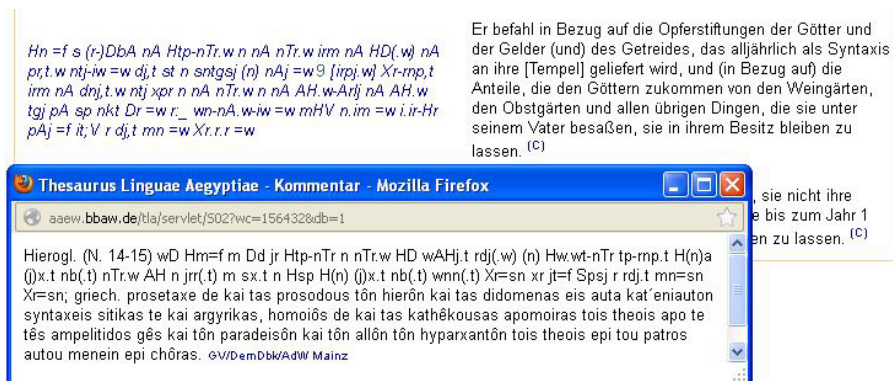 Hn =f s (r-)DbA nA Htp-nTr.w n nA nTr.w irm nA HD(.w) nA
pr,t.w ntj-iw =w dj,t st n sntgsj (n) nAj =w9 [irpj.w] Xr-rnp,t
irm nA dnj,t.w ntj xpr n nA nTr.w n nA AH.w-Arlj nA AH.w
tgj pA sp nkt Dr =w r:_ wn-nA.w-iw =w mHV n.im =w i.ir-Hr
pAj =f it;V r dj,t mn =w Xr.r.r =w
Er befahl in Bezug auf die Opferstiftungen der Götter und
der Gelder (und) des Getreides, das alljährlich als Syntaxis
an ihre [Tempel] geliefert wird, und (in Bezug auf) die
Anteile, die den Göttern zukommen von den Weingärten,
den Obstgärten und allen übrigen Dingen, die sie unter
seinem Vater besaßen, sie in ihrem Besitz bleiben zu
lassen. (C)
, sie nicht ihre
e bis zum Jahr 1
en zu lassen. (C)
Thesaurus Linguae Aegyptiae - Kommentar - Mozilla Firefox
aaew.bbaw.de/tla/servlet/S02?wc=156432&db=1
Hierogl. (N. 14-15) wD Hm=f m Dd jr Htp-nTr n nTr.w HD wAHj.t rdj(.w) (n) Hw.wt-nTr tp-rnp.t H(n)a
(j)x.t nb(.t) nTr.w AH n jrr(.t) m sx.t n Hsp H(n) (j)x.t nb(.t) wnn(.t) Xr=sn xr jt=f Spsj r rdj.t mn=sn
Xr=sn; griech. prosetaxe de kai tas prosodous tôn hierôn kai tas didomenas eis auta kat´eniauton
syntaxeis sitikas te kai argyrikas, homoiôs de kai tas kathêkousas apomoiras tois theois apo te
tês ampelitidos gês kai tôn paradeisôn kai tôn allôn tôn hyparxantôn tois theois epi tou patros
autou menein epi chôras. GV/DemDbk/AdW Mainz